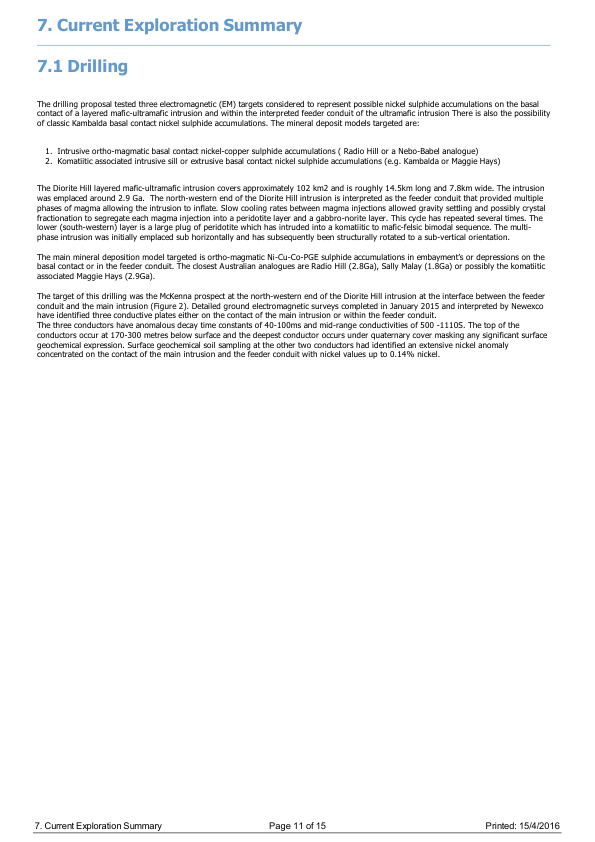 7. Current Exploration Summary
7.1 Drilling
The drilling proposal tested three electromagnetic (EM) targets considered to represent possible nickel sulphide accumulations on the basal
contact of a layered mafic-ultramafic intrusion and within the interpreted feeder conduit of the ultramafic intrusion There is also the possibility
of classic Kambalda basal contact nickel sulphide accumulations. The mineral deposit models targeted are:
1. Intrusive ortho-magmatic basal contact nickel-copper sulphide accumulations ( Radio Hill or a Nebo-Babel analogue)
2. Komatiitic associated intrusive sill or extrusive basal contact nickel sulphide accumulations (e.g. Kambalda or Maggie Hays)
The Diorite Hill layered mafic-ultramafic intrusion covers approximately 102 km2 and is roughly 14.5km long and 7.8km wide. The intrusion
was emplaced around 2.9 Ga. The north-western end of the Diorite Hill intrusion is interpreted as the feeder conduit that provided multiple
phases of magma allowing the intrusion to inflate. Slow cooling rates between magma injections allowed gravity settling and possibly crystal
fractionation to segregate each magma injection into a peridotite layer and a gabbro-norite layer. This cycle has repeated several times. The
lower (south-western) layer is a large plug of peridotite which has intruded into a komatiitic to mafic-felsic bimodal sequence. The multi-
phase intrusion was initially emplaced sub horizontally and has subsequently been structurally rotated to a sub-vertical orientation.
The main mineral deposition model targeted is ortho-magmatic Ni-Cu-Co-PGE sulphide accumulations in embayment's or depressions on the
basal contact or in the feeder conduit. The closest Australian analogues are Radio Hill (2.8Ga), Sally Malay (1.8Ga) or possibly the komatiitic
associated Maggie Hays (2.9Ga).
The target of this drilling was the McKenna prospect at the north-western end of the Diorite Hill intrusion at the interface between the feeder
conduit and the main intrusion (Figure 2). Detailed ground electromagnetic surveys completed in January 2015 and interpreted by Newexco
have identified three conductive plates either on the contact of the main intrusion or within the feeder conduit.
The three conductors have anomalous decay time constants of 40-100ms and mid-range conductivities of 500 -1110S. The top of the
conductors occur at 170-300 metres below surface and the deepest conductor occurs under quaternary cover masking any significant surface
geochemical expression. Surface geochemical soil sampling at the other two conductors had identified an extensive nickel anomaly
concentrated on the contact of the main intrusion and the feeder conduit with nickel values up to 0.14% nickel.
7. Current Exploration Summary Page 11 of 15 Printed: 15/4/2016